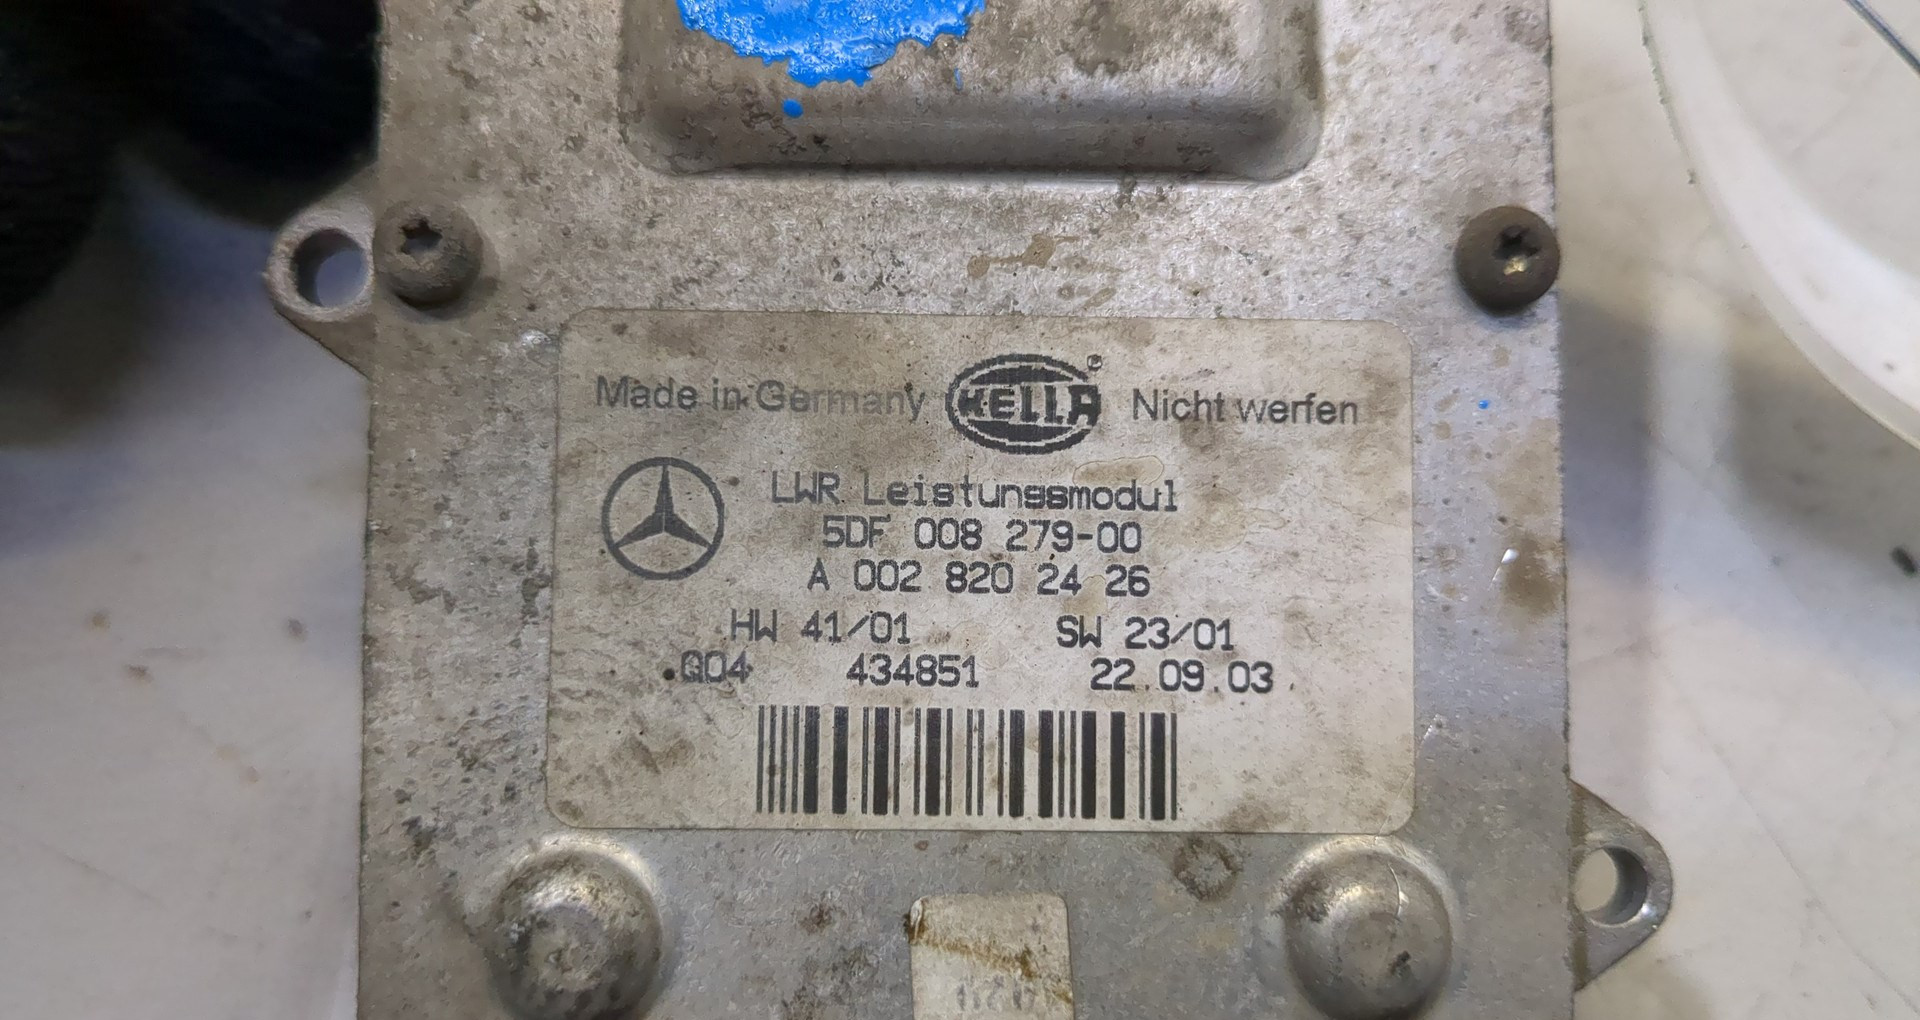 Made in Germany HELLA ® Nicht werfen
LWR Leistungsmodul
5DF 008 279-00
A 002 820 24 26
HW 41/01 SW 23/01
Q04 434851 22.09.03